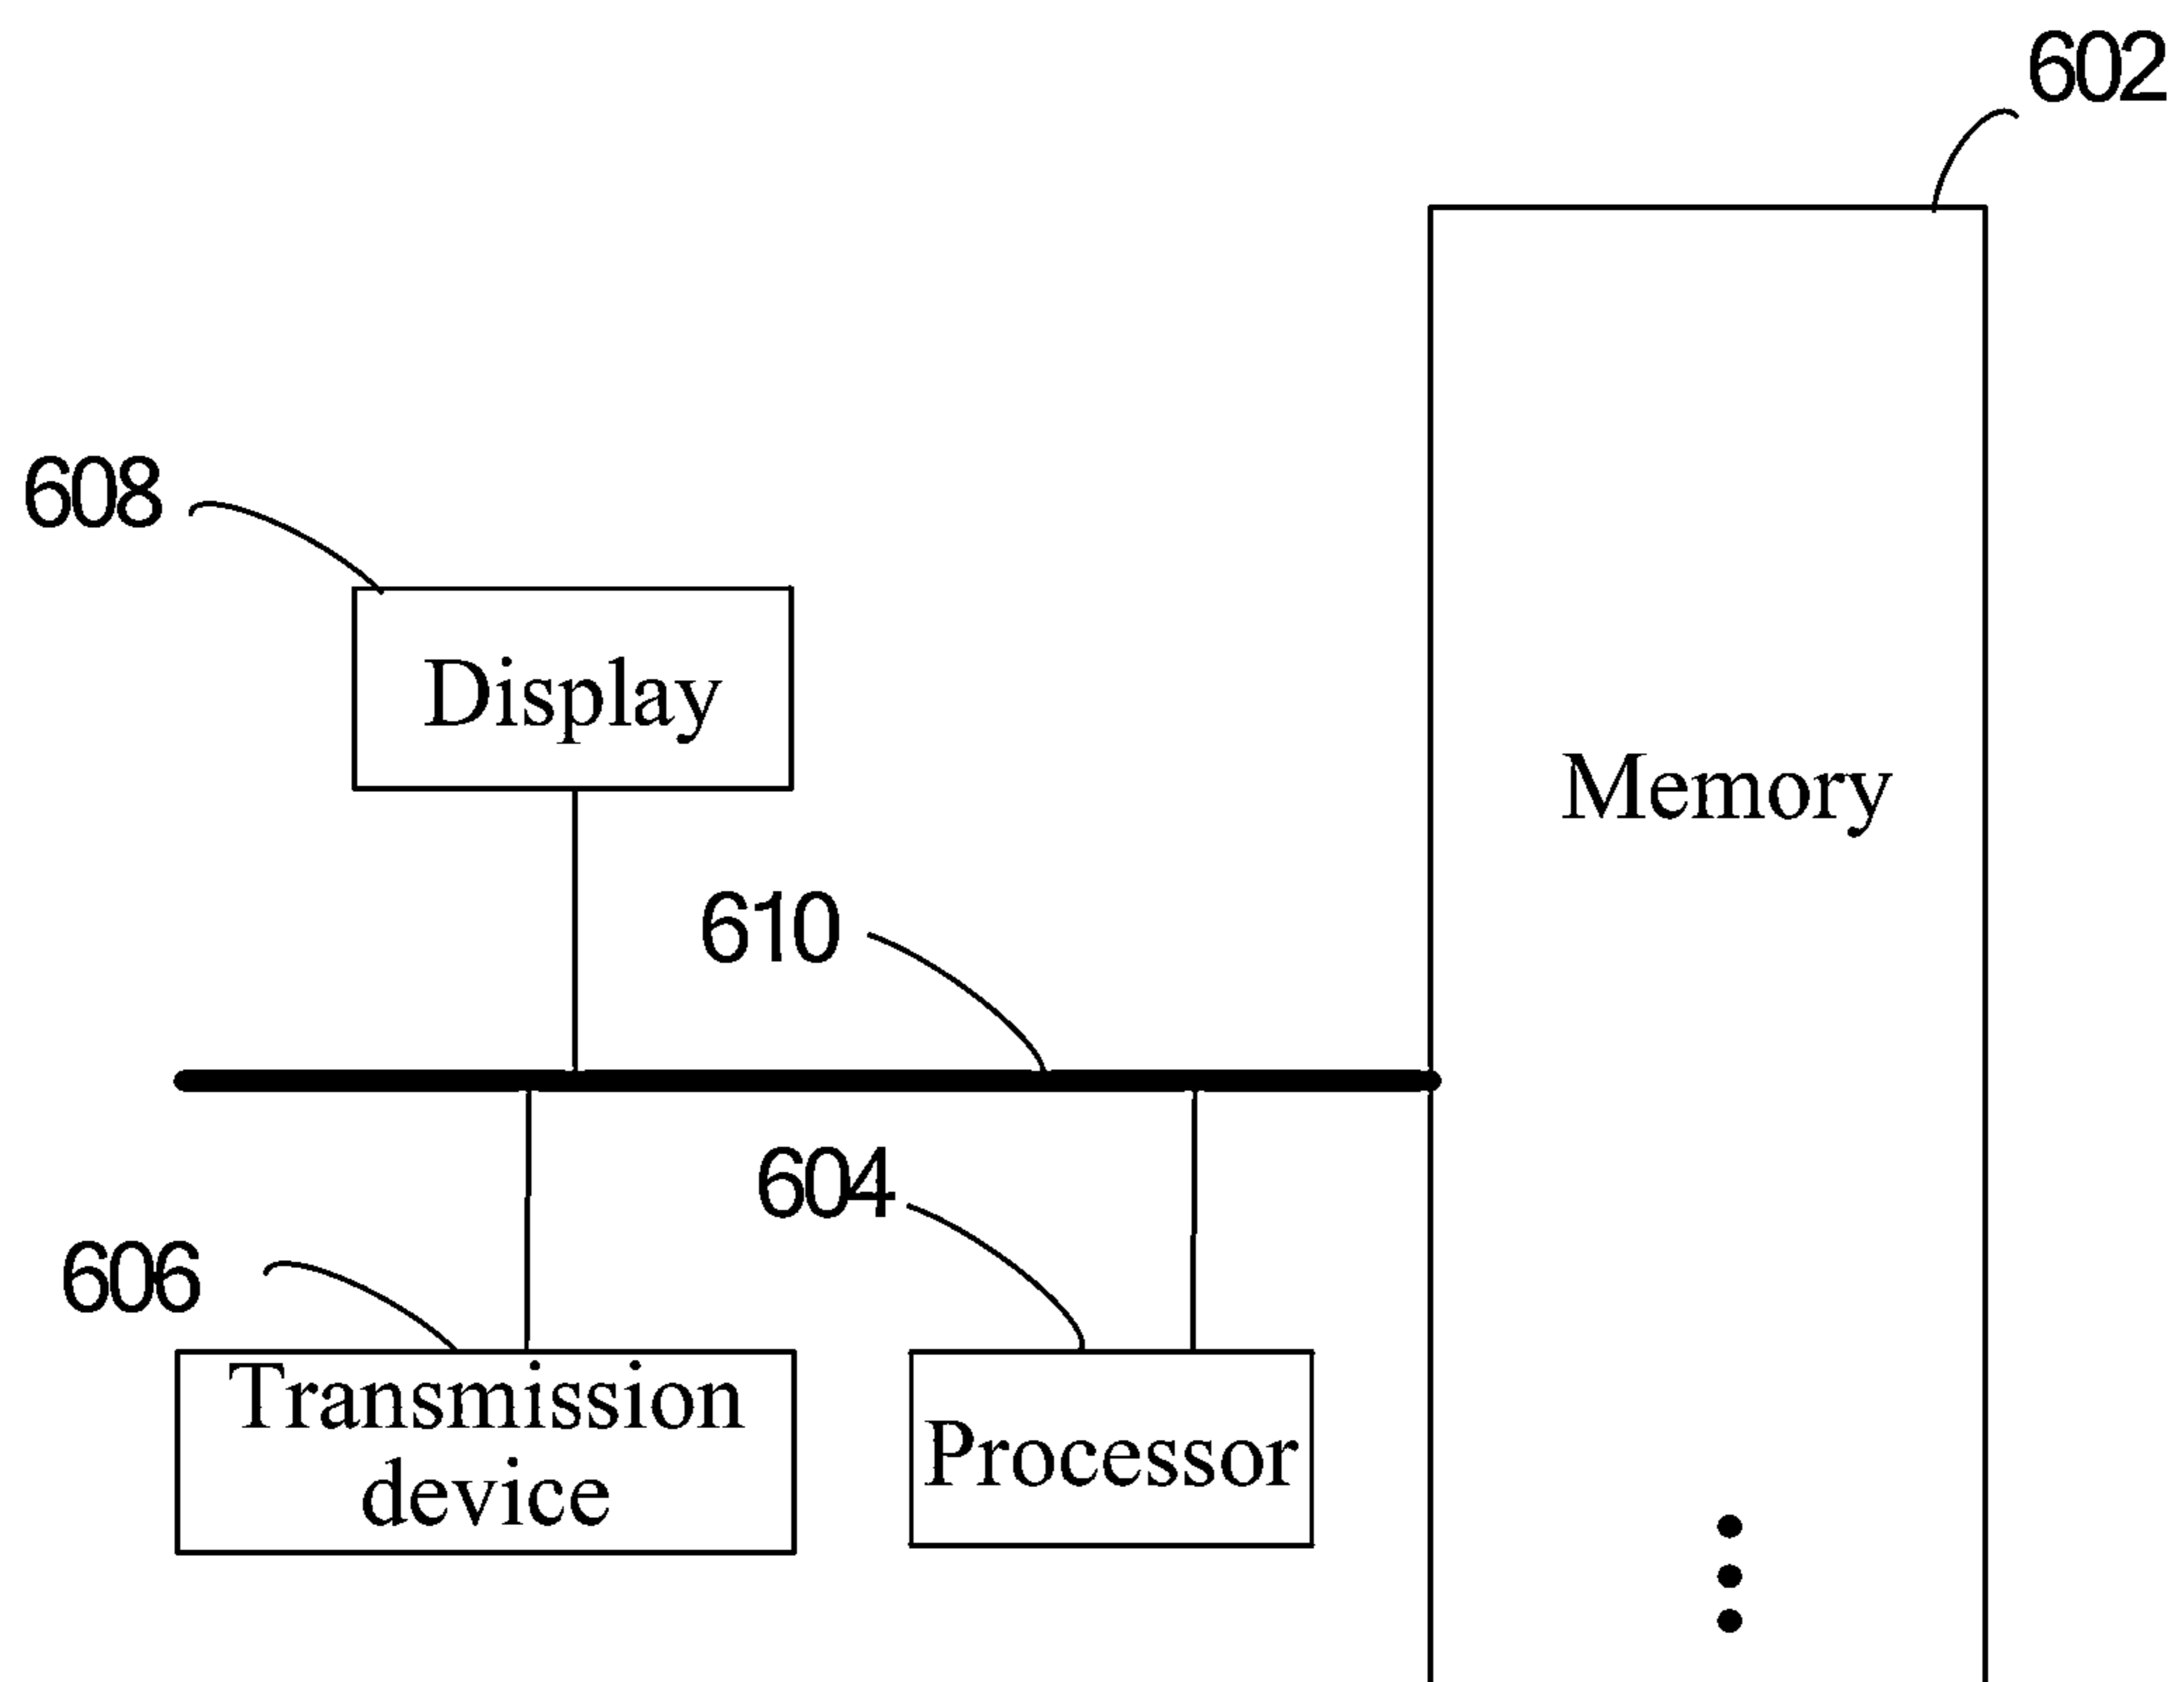 602
608
Display
Memory
610
604
606
Transmission
device
Processor